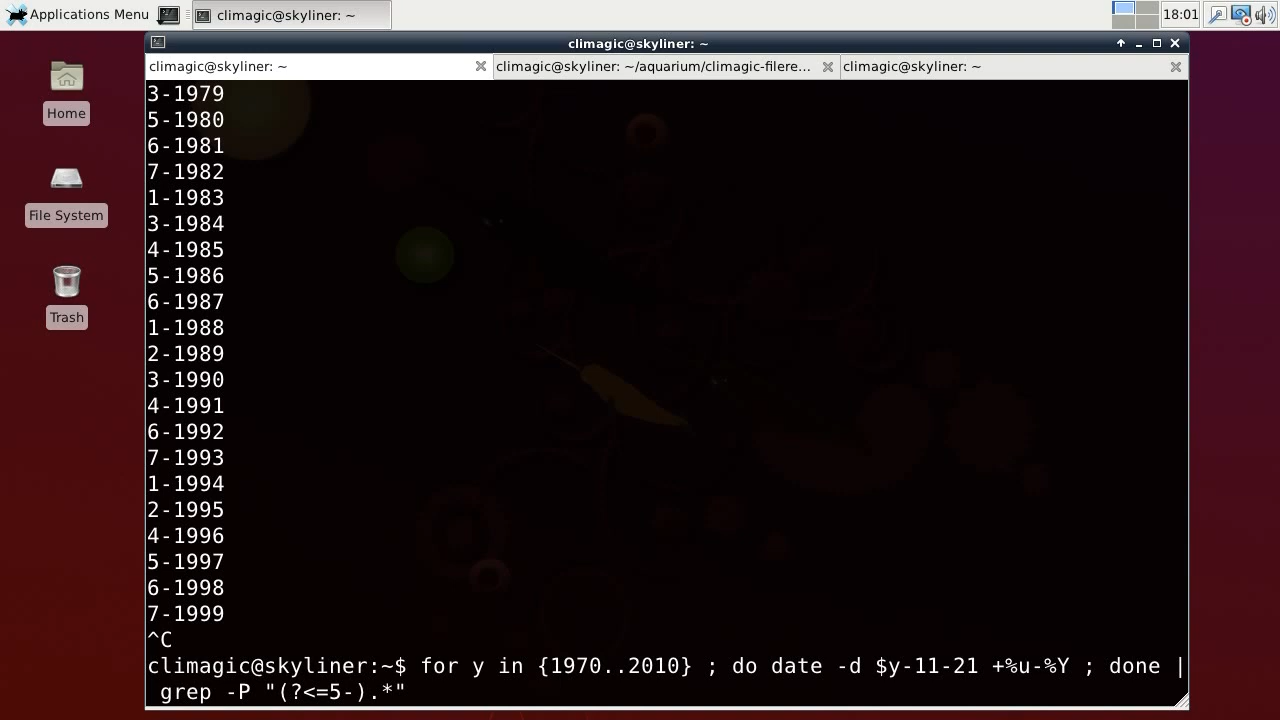 Applications Menu
climagic@skyliner: ~
18:01
climagic@skyliner: ~
climagic@skyliner: ~
climagic@skyliner: ~/aquarium/climagic-filere...
climagic@skyliner: ~
Home
File System
Trash
3-1979
5-1980
6-1981
7-1982
1-1983
3-1984
4-1985
5-1986
6-1987
1-1988
2-1989
3-1990
4-1991
6-1992
7-1993
1-1994
2-1995
4-1996
5-1997
6-1998
7-1999
^C
climagic@skyliner:~$ for y in {1970..2010} ; do date -d $y-11-21 +%u-%Y ; done |
grep -P "(?<=5-).*"